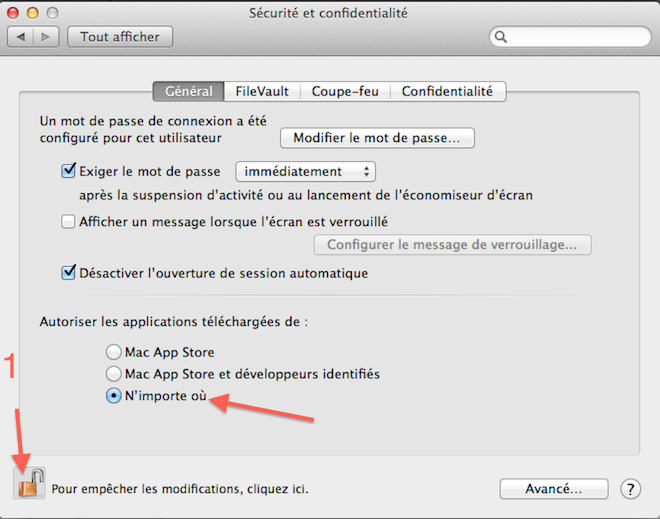 Sécurité et confidentialité
Tout afficher
Général FileVault Coupe-feu Confidentialité
Un mot de passe de connexion a été
configuré pour cet utilisateur Modifier le mot de passe...
Exiger le mot de passe immédiatement
après la suspension d'activité ou au lancement de l'économiseur d'écran
Afficher un message lorsque l'écran est verrouillé
Configurer le message de verrouillage...
Désactiver l'ouverture de session automatique
Autoriser les applications téléchargées de :
Mac App Store
1
Mac App Store et développeurs identifiés
N'importe où
Pour empêcher les modifications, cliquez ici. Avancé... ?